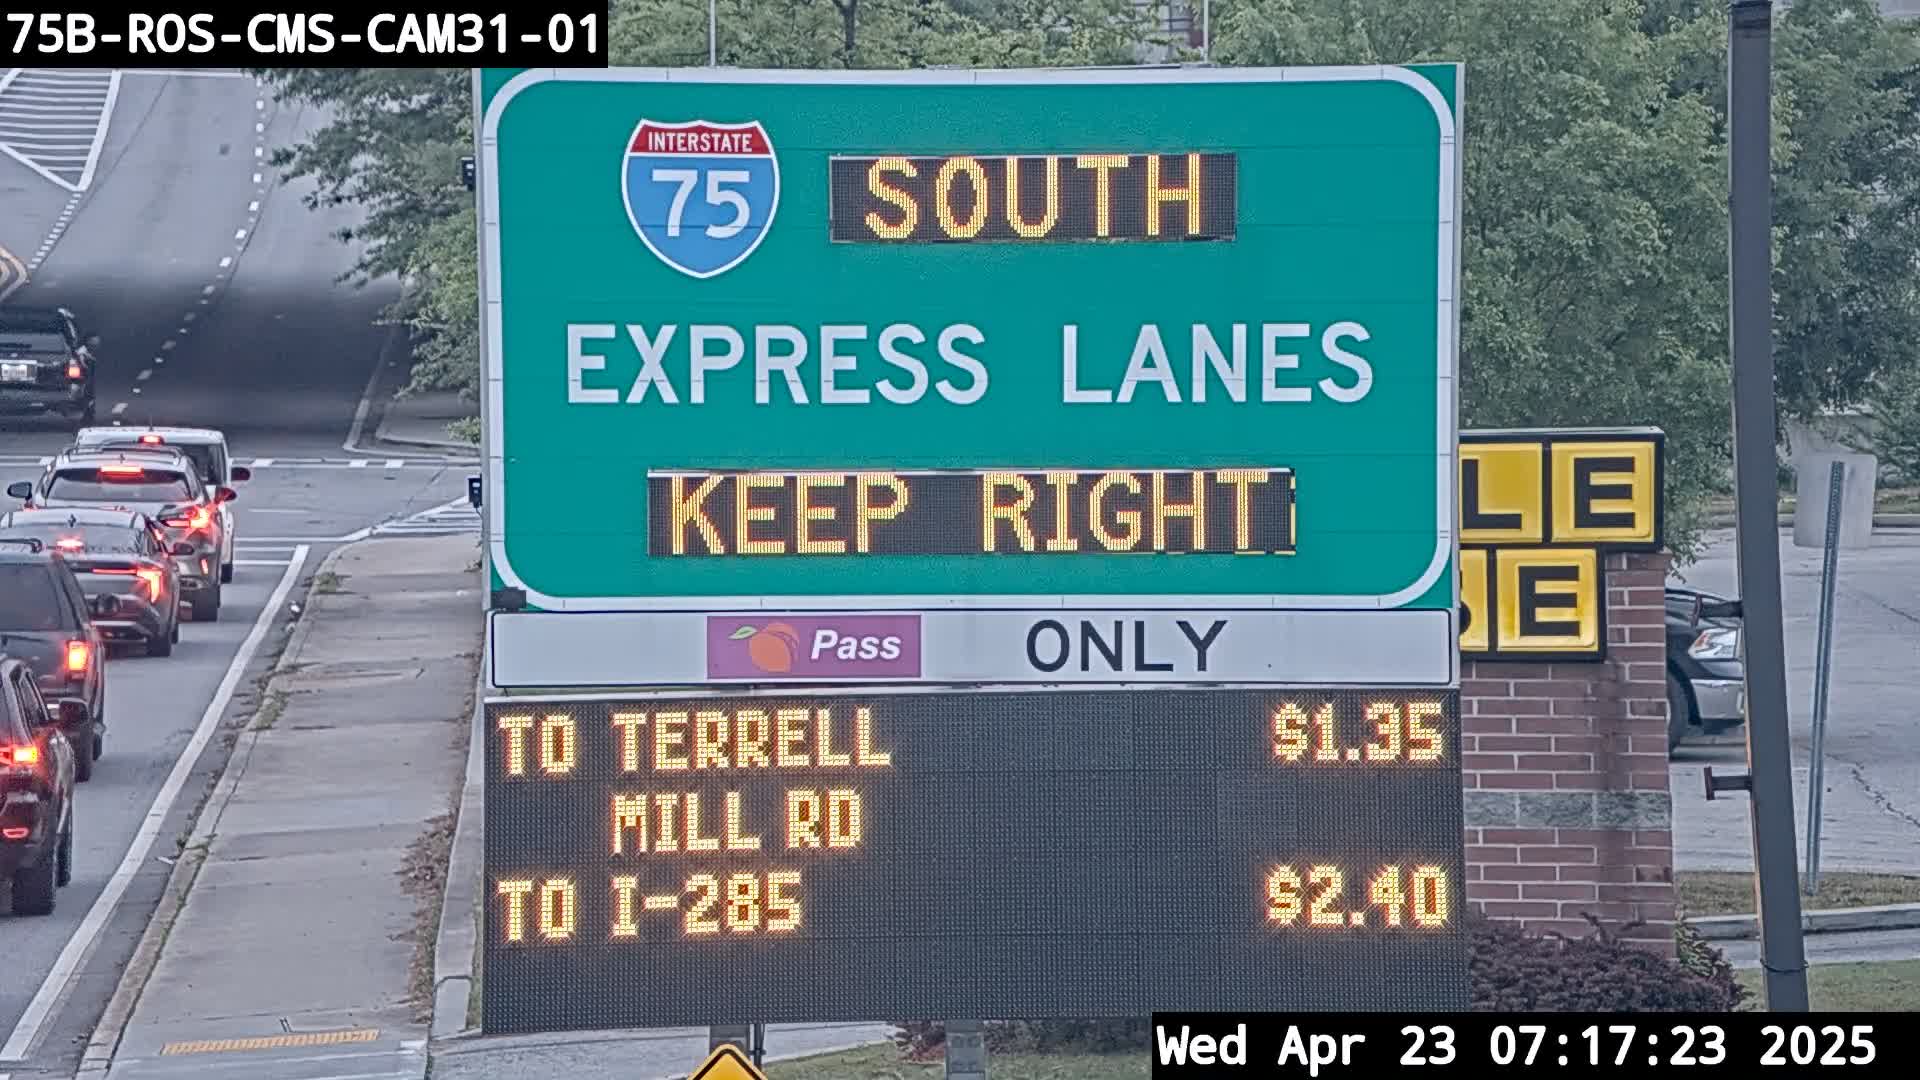 75B-ROS-CMS-CAM31-01
INTERSTATE
75
SOUTH
EXPRESS LANES
KEEP RIGHT
Pass ONLY
TO TERRELL $1.35
MILL RD
TO I-285 $2.40
LE
E
Wed Apr 23 07:17:23 2025